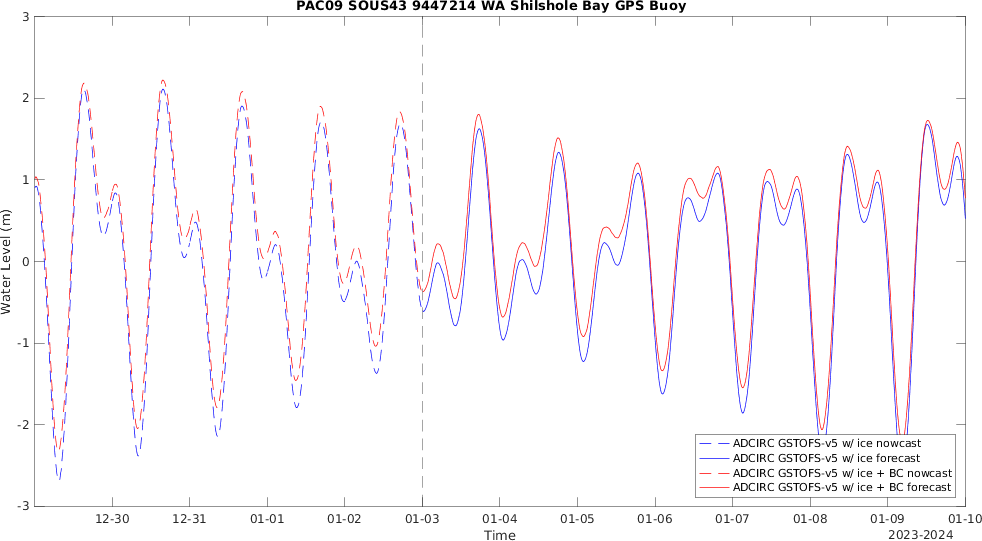 PAC09 SOUS43 9447214 WA Shilshole Bay GPS Buoy
Water Level (m)
3
2
1
0
-1
-2
-3
12-30
12-31
01-01
01-02
01-03
01-04
01-05
01-06
01-07
01-08
01-09
01-10
Time
2023-2024
ADCIRC GSTOFS-v5 w/ ice nowcast
ADCIRC GSTOFS-v5 w/ ice forecast
ADCIRC GSTOFS-v5 w/ ice + BC nowcast
ADCIRC GSTOFS-v5 w/ ice + BC forecast